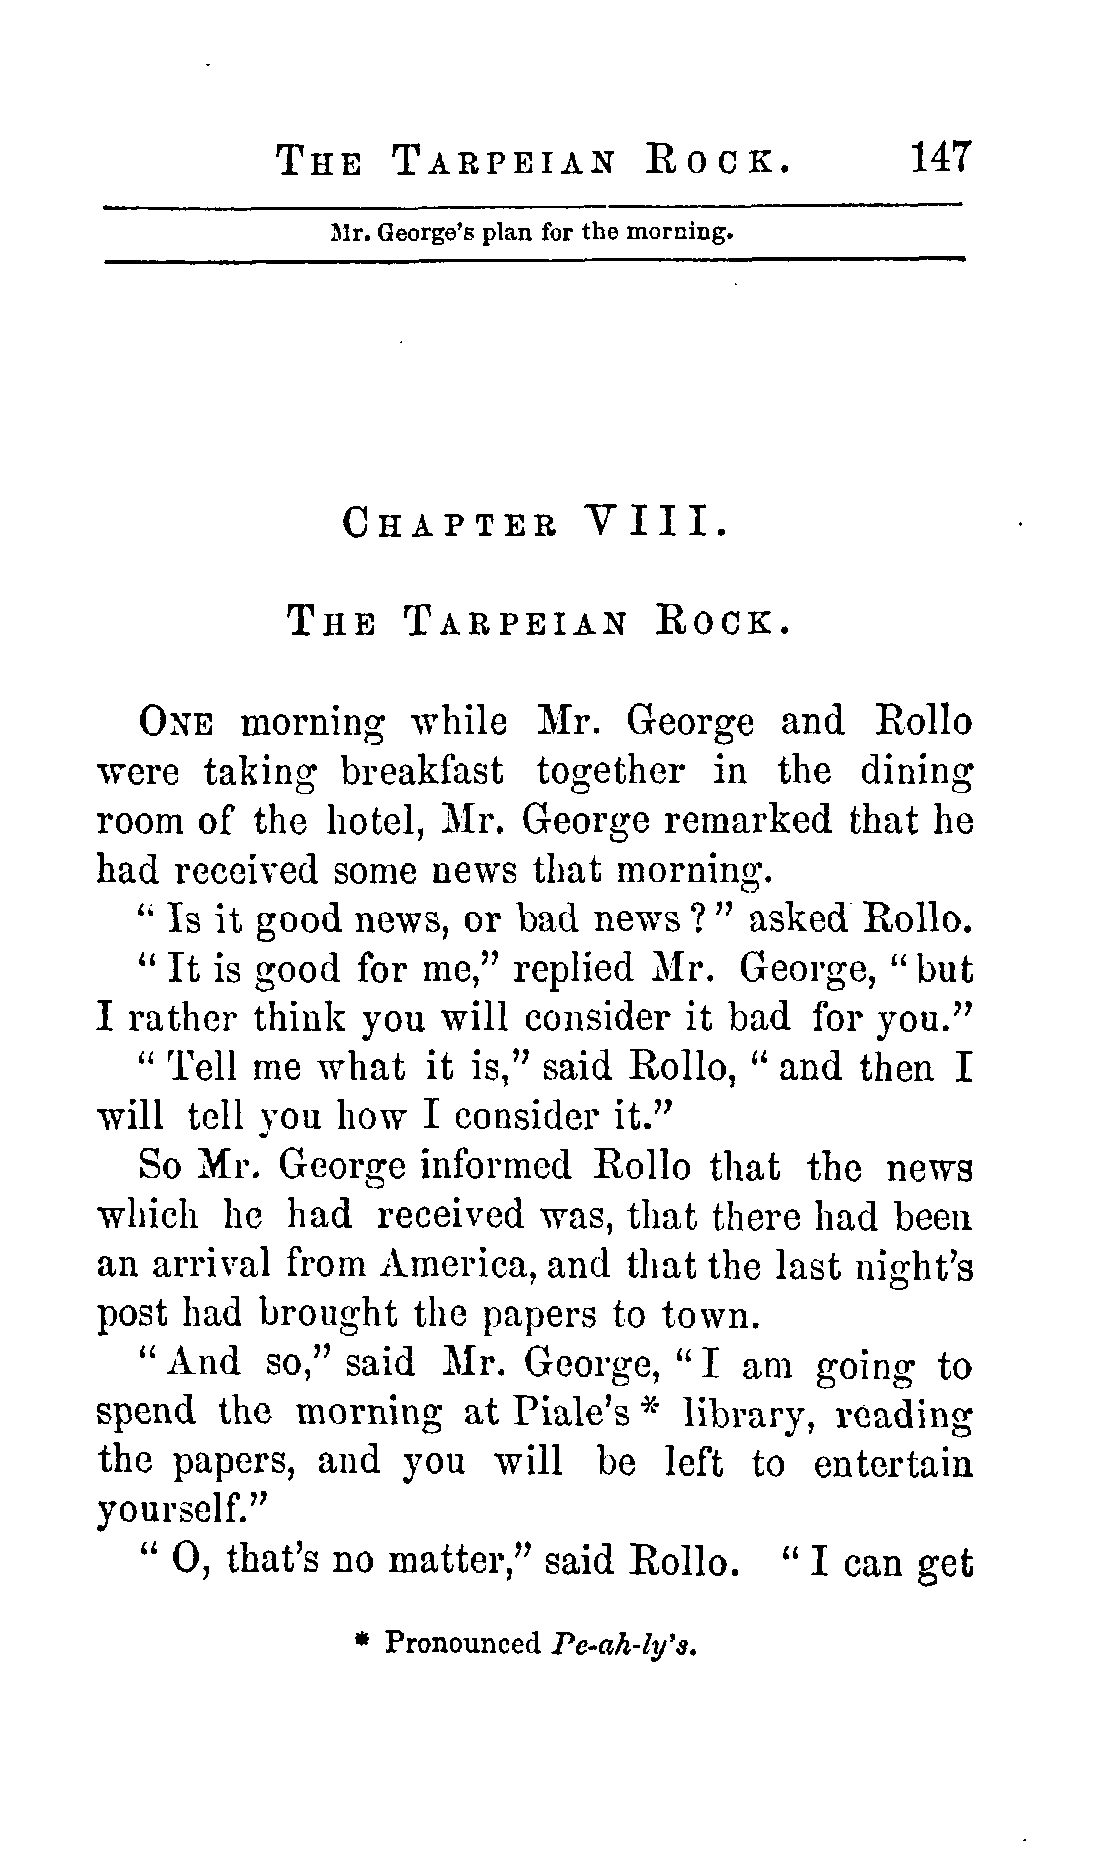 THE TARPEIAN ROCK. 147
Mr. George's plan for the morning.
CHAPTER VIII.
THE TARPEIAN ROCK.
ONE morning while Mr. George and Rollo
were taking breakfast together in the dining
room of the hotel, Mr. George remarked that he
had received some news that morning.
" Is it good news, or bad news ? " asked Rollo.
" It is good for me," replied Mr. George, " but
I rather think you will consider it bad for you."
" Tell me what it is," said Rollo, " and then I
will tell you how I consider it."
So Mr. George informed Rollo that the news
which he had received was, that there had been
an arrival from America, and that the last night's
post had brought the papers to town.
" And so," said Mr. George, " I am going to
spend the morning at Piale's * library, reading
the papers, and you will be left to entertain
yourself."
" O, that's no matter," said Rollo. " I can get
* Pronounced Pe-ah-ly's.